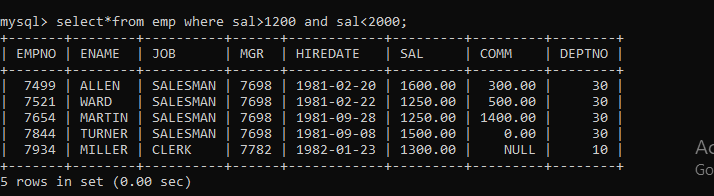 mysql> select*from emp where sal>1200 and sal<2000;
+-------+--------+----------+------+------------+---------+---------+--------+
| EMPNO | ENAME  | JOB      | MGR  | HIREDATE   | SAL     | COMM    | DEPTNO |
+-------+--------+----------+------+------------+---------+---------+--------+
|  7499 | ALLEN  | SALESMAN | 7698 | 1981-02-20 | 1600.00 |  300.00 |     30 |
|  7521 | WARD   | SALESMAN | 7698 | 1981-02-22 | 1250.00 |  500.00 |     30 |
|  7654 | MARTIN | SALESMAN | 7698 | 1981-09-28 | 1250.00 | 1400.00 |     30 |
|  7844 | TURNER | SALESMAN | 7698 | 1981-09-08 | 1500.00 |    0.00 |     30 |
|  7934 | MILLER | CLERK    | 7782 | 1982-01-23 | 1300.00 |    NULL |     10 |
+-------+--------+----------+------+------------+---------+---------+--------+
5 rows in set (0.00 sec)
Ac
Go